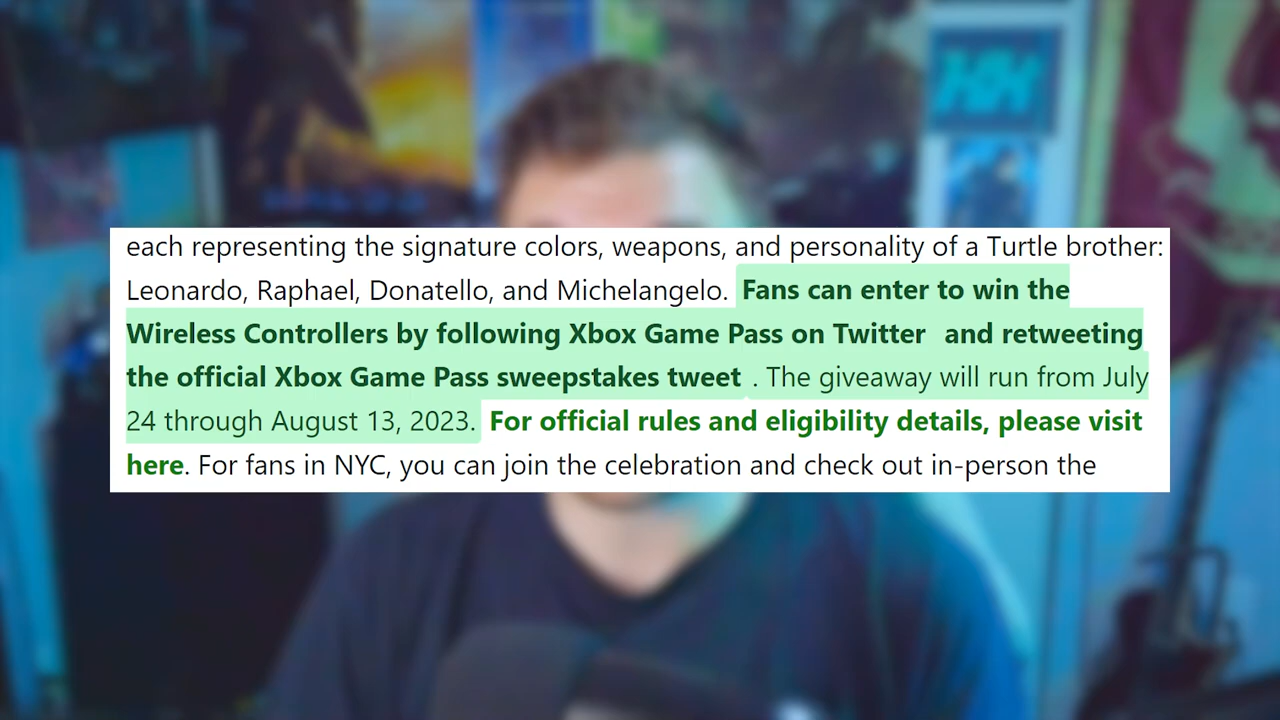 each representing the signature colors, weapons, and personality of a Turtle brother:
Leonardo, Raphael, Donatello, and Michelangelo. Fans can enter to win the
Wireless Controllers by following Xbox Game Pass on Twitter and retweeting
the official Xbox Game Pass sweepstakes tweet . The giveaway will run from July
24 through August 13, 2023. For official rules and eligibility details, please visit
here. For fans in NYC, you can join the celebration and check out in-person the